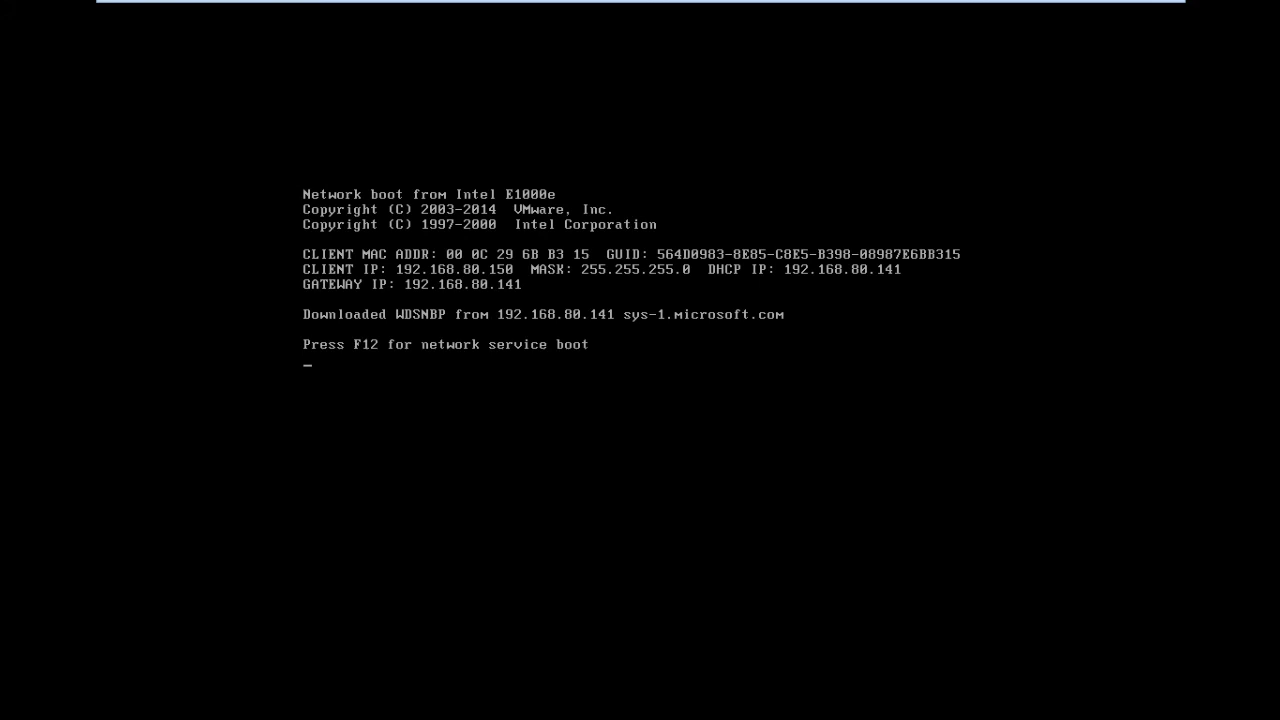 Network boot from Intel E1000e
Copyright (C) 2003-2014  VMware, Inc.
Copyright (C) 1997-2000  Intel Corporation
CLIENT MAC ADDR: 00 0C 29 6B B3 15  GUID: 564D0983-8E85-C8E5-B398-08987E6BB315
CLIENT IP: 192.168.80.150  MASK: 255.255.255.0  DHCP IP: 192.168.80.141
GATEWAY IP: 192.168.80.141
Downloaded WDSNBP from 192.168.80.141 sys-1.microsoft.com
Press F12 for network service boot
_